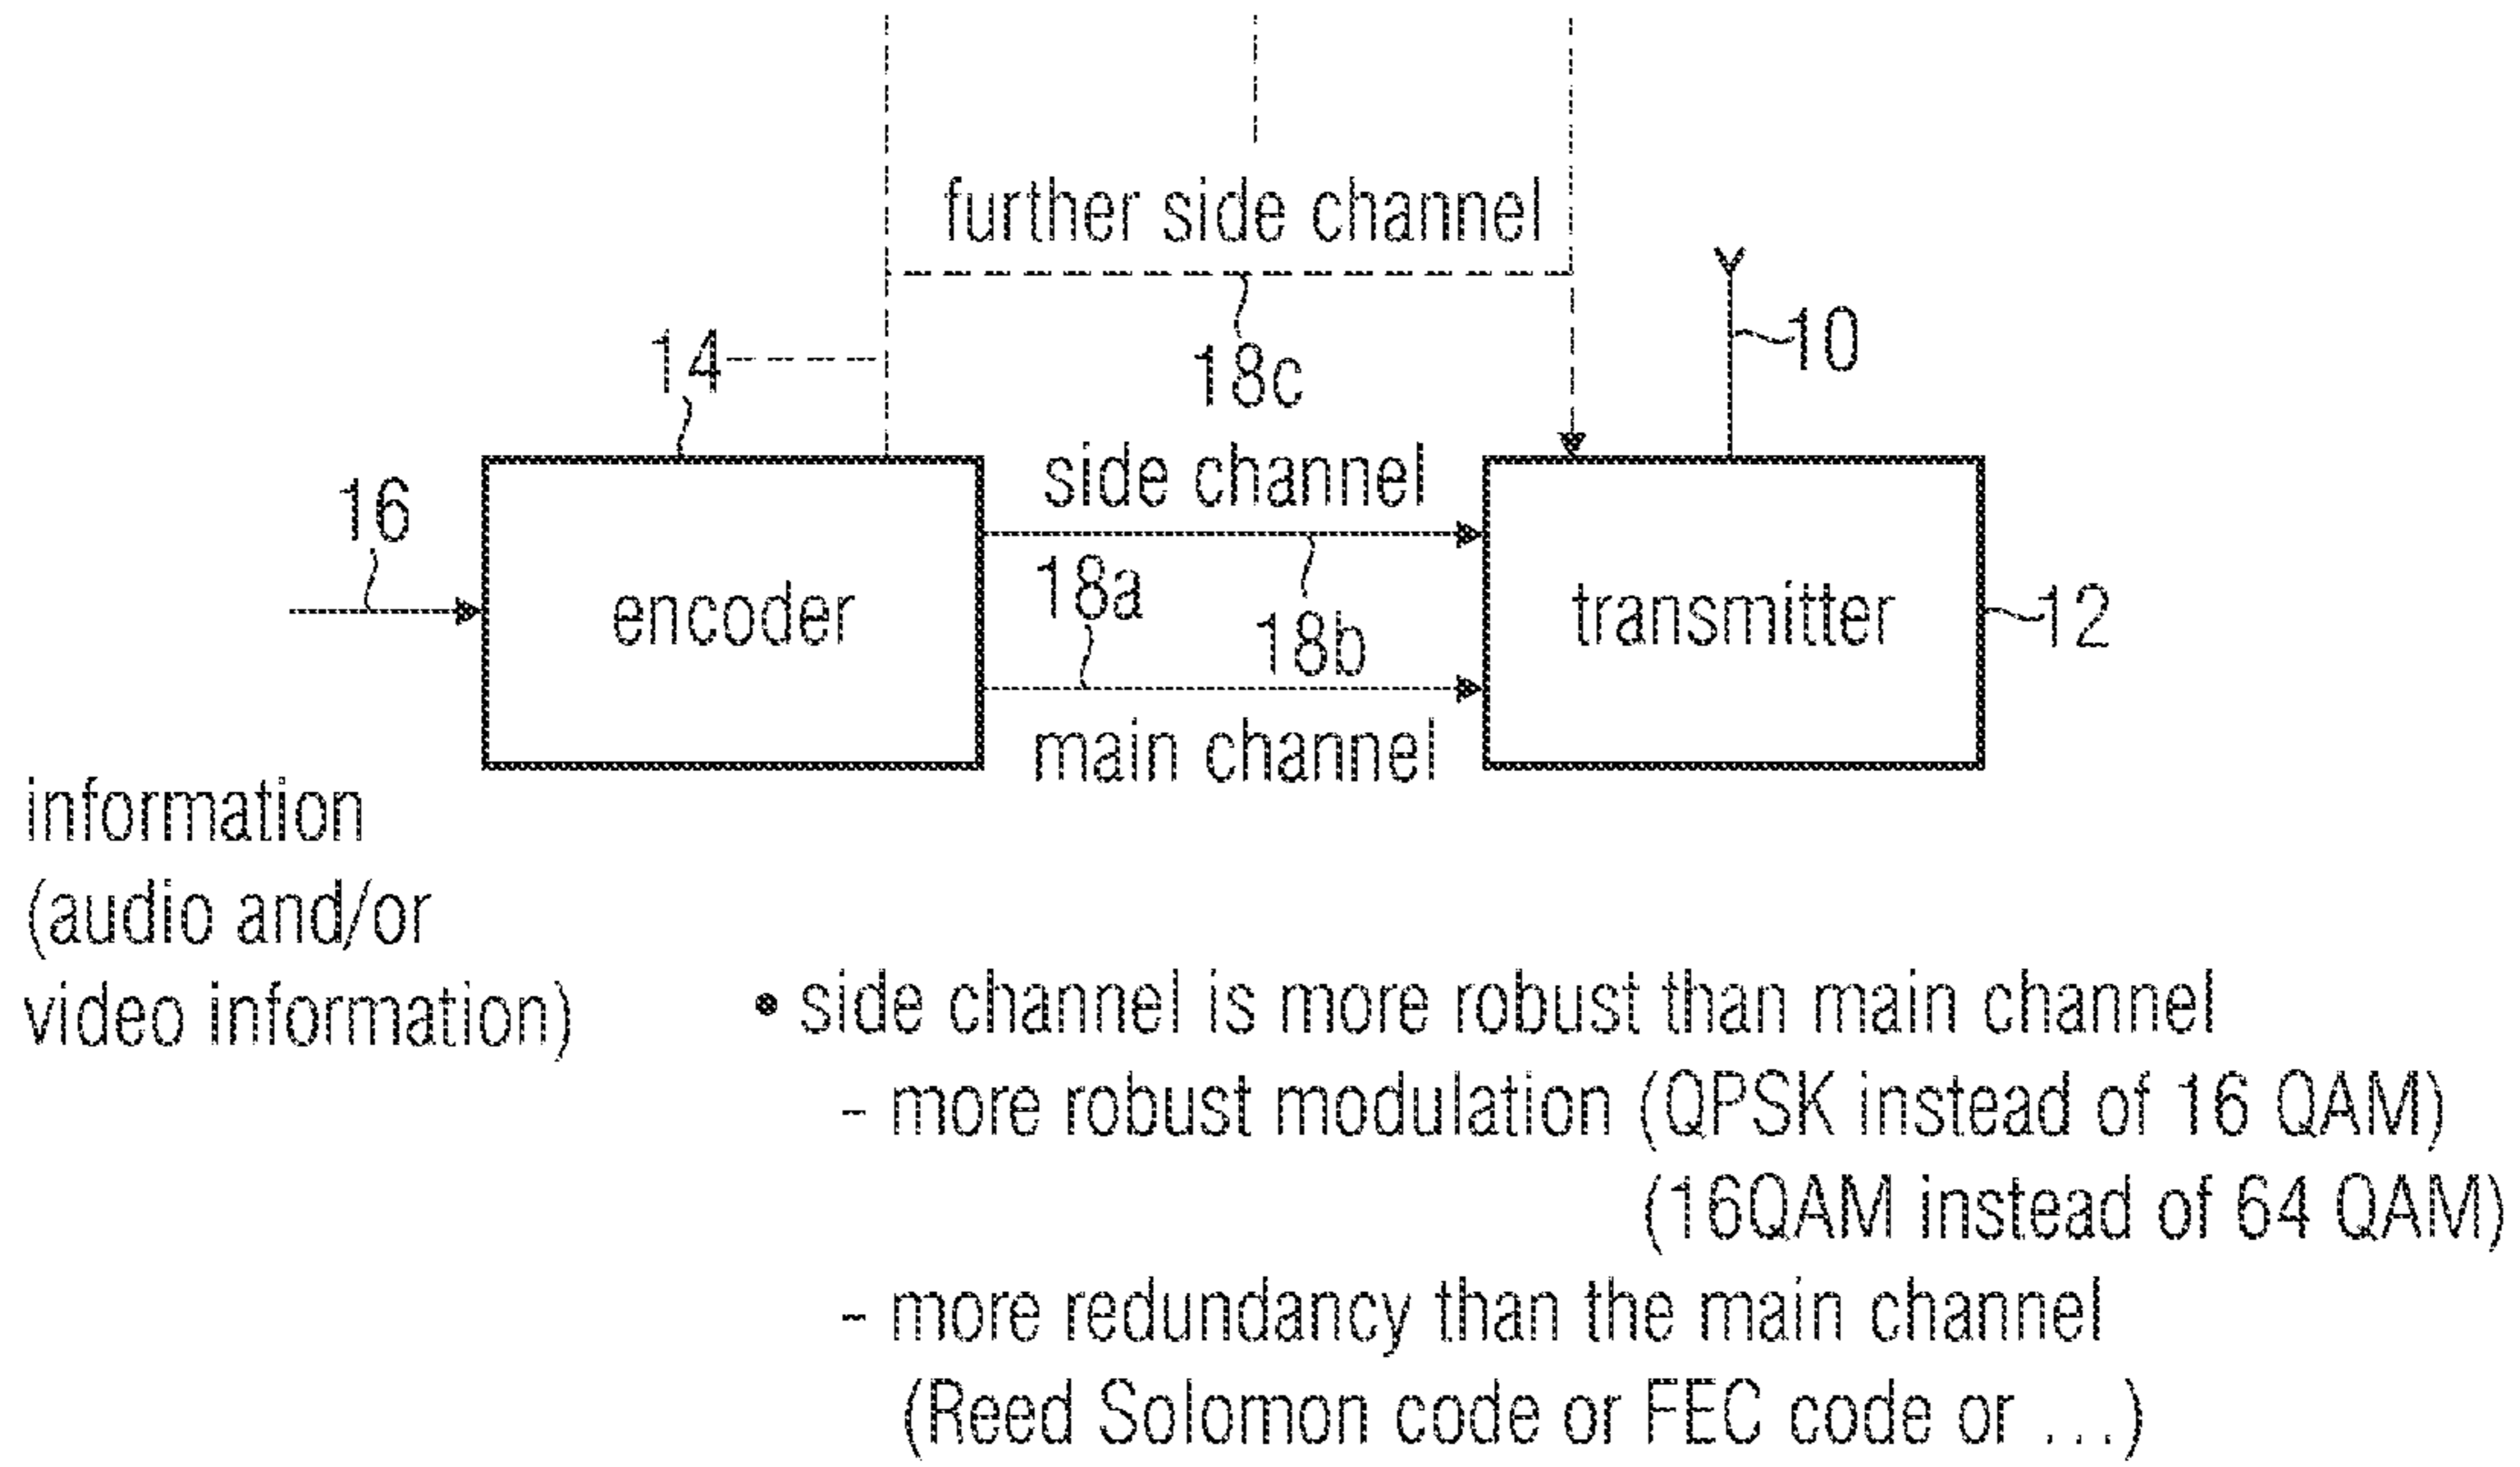 further side channel
14
18c
10
16
side channel
18a
encoder
18b
transmitter
12
main channel
information
(audio and/or
video information)
• side channel is more robust than main channel
- more robust modulation (QPSK instead of 16 QAM)
(16QAM instead of 64 QAM)
- more redundancy than the main channel
(Reed Solomon code or FEC code or ...)